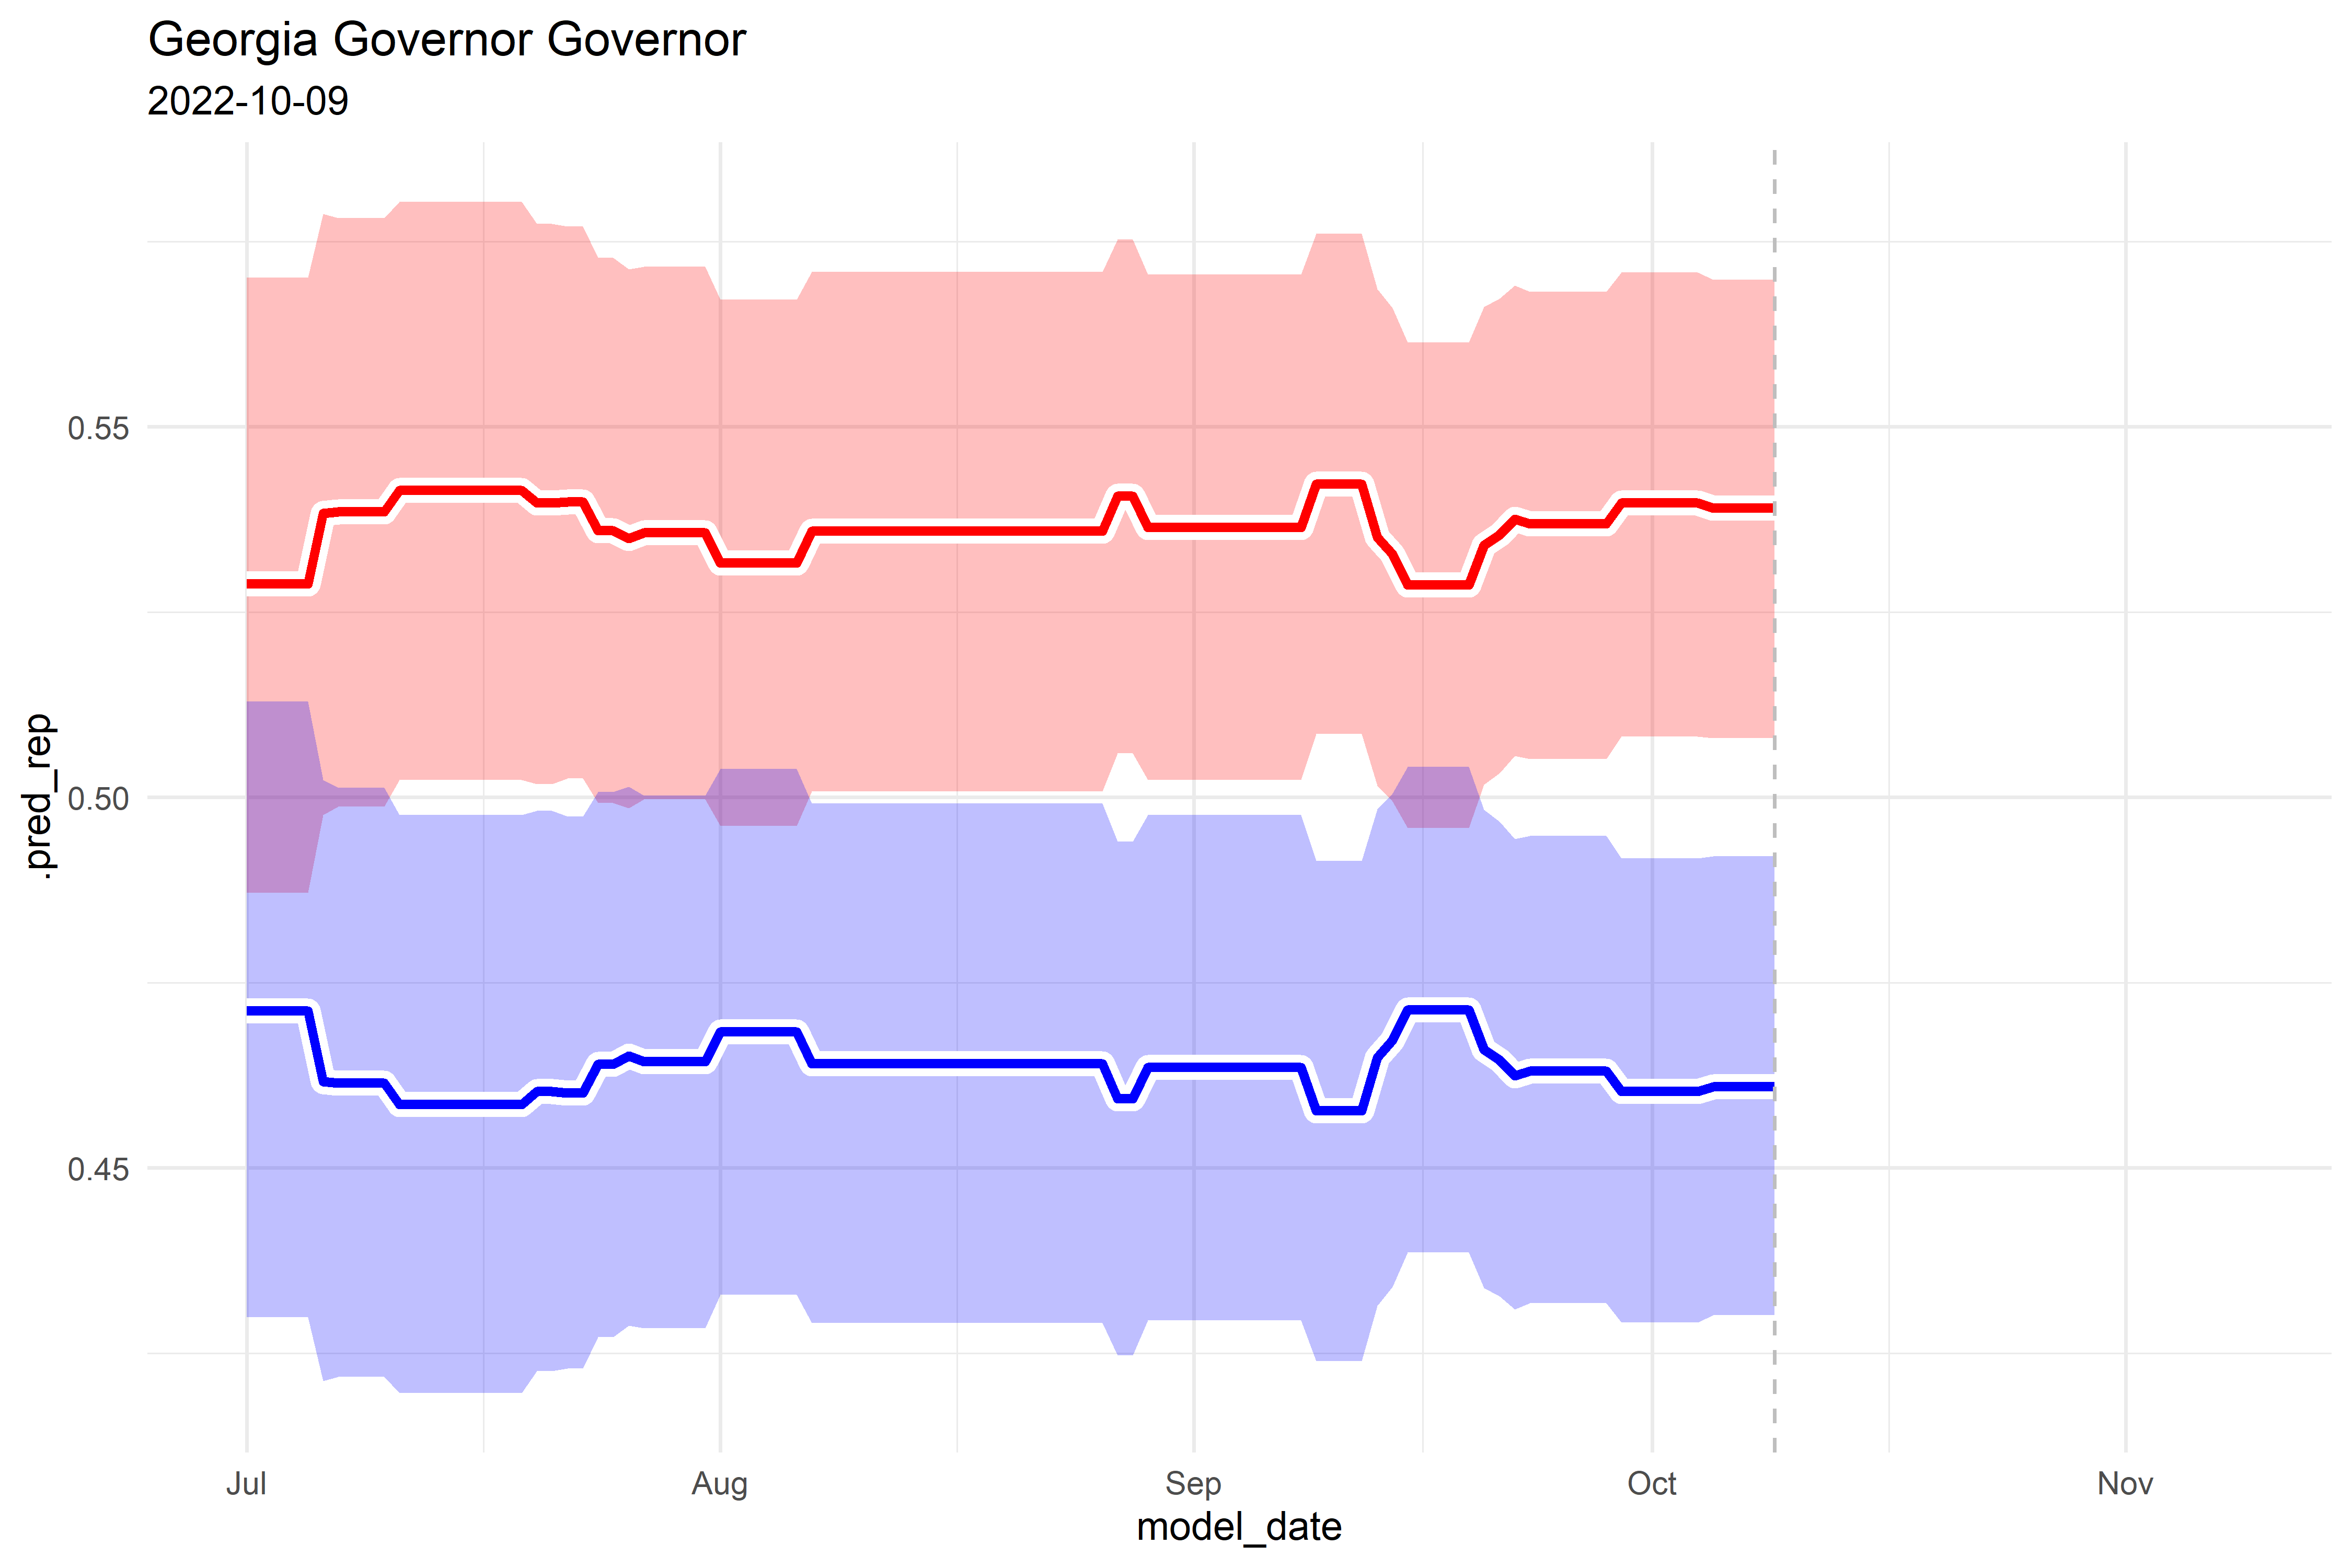 Georgia Governor Governor
2022-10-09
0.55
0.50
0.45
.pred_rep
Jul Aug Sep Oct Nov
model_date